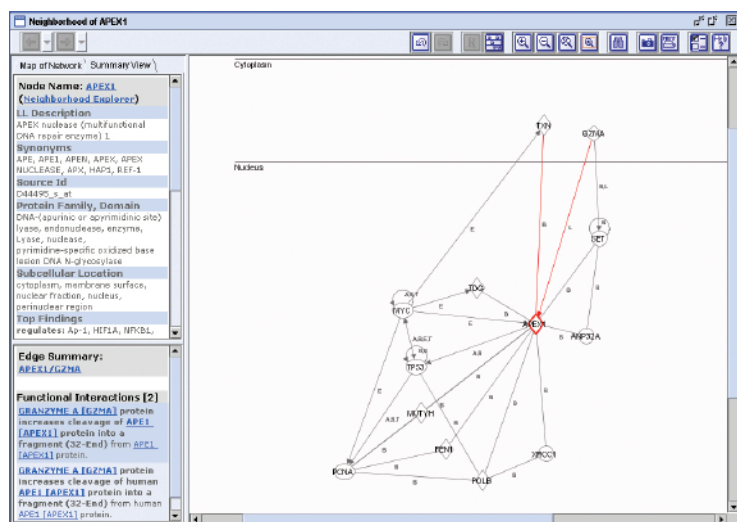 Neighborhood of APEX1
Map of Network
Summary View
Node Name: APEX1
(Neighborhood Explorer)
LL Description
APEX nuclease (multifunctional
DNA repair enzyme) 1
Synonyms
APE, APE1, APEN, APEX, APEX
NUCLEASE, APX, HAP1, REF-1
Source Id
D44495_s_at
Protein Family, Domain
DNA-(apurinic or apyrimidinic site)
lyase, endonuclease, enzyme,
Lyase, nuclease,
pyrimidine-specific oxidized base
lesion DNA N-glycosylase
Subcellular Location
cytoplasm, membrane surface,
nuclear fraction, nucleus,
perinuclear region
Top Findings
regulates: Ap-1, HIF1A, NFKB1,
Edge Summary:
APEX1/GZMA
Functional Interactions [2]
GRANZYME A [GZMA] protein
increases cleavage of APE1
[APEX1] protein into a
fragment (32-End) from APE1
[APEX1] protein.
GRANZYME A [GZMA] protein
increases cleavage of human
APE1 [APEX1] protein into a
fragment (32-End) from human
APE1 [APEX1] protein.
Cytoplasm
TXN
GZMA
Nucleus
E
B
L
SET
B
TDG
MYC
E
E
B
B
B
APEX1
B
ANP32A
TP53
AB
E
MUTYH
B
B
B
B
FEN1
XRCC1
PCNA
B
B
POLB
B
B